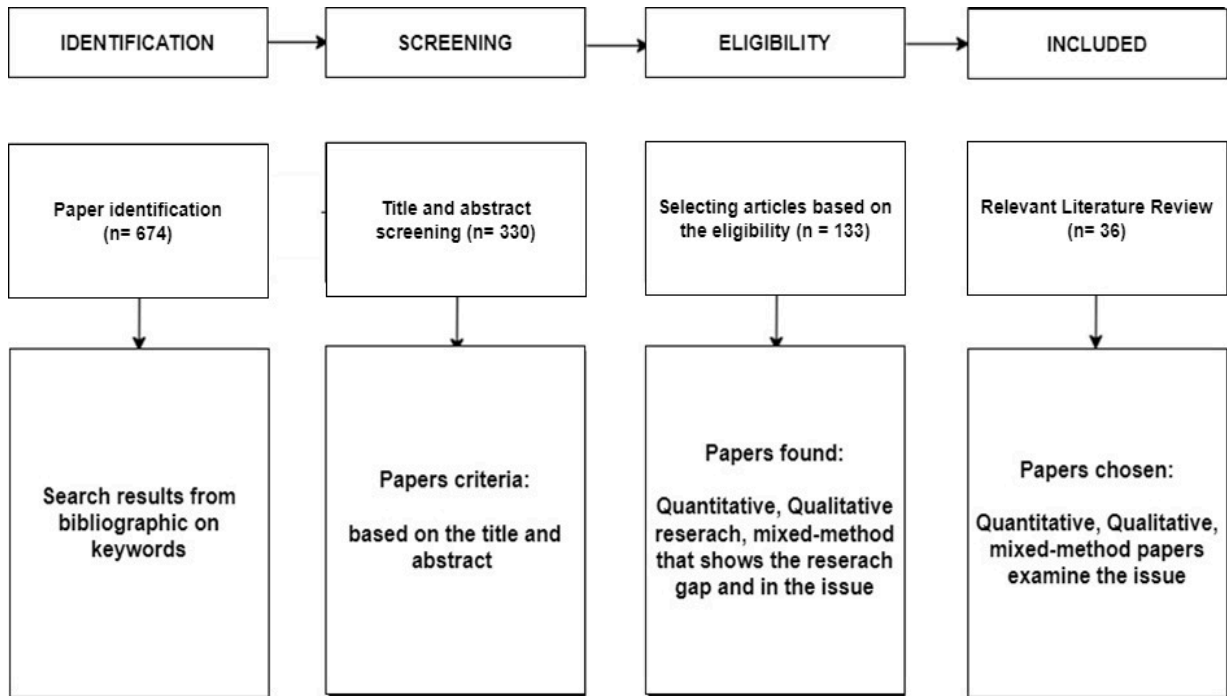 IDENTIFICATION
SCREENING
ELIGIBILITY
INCLUDED
Paper identification
(n= 674)
Title and abstract
screening (n= 330)
Selecting articles based on
the eligibility (n = 133)
Relevant Literature Review
(n= 36)
Search results from
bibliographic on
keywords
Papers criteria:
based on the title and
abstract
Papers found:
Quantitative, Qualitative
reserach, mixed-method
that shows the reserach
gap and in the issue
Papers chosen:
Quantitative, Qualitative,
mixed-method papers
examine the issue